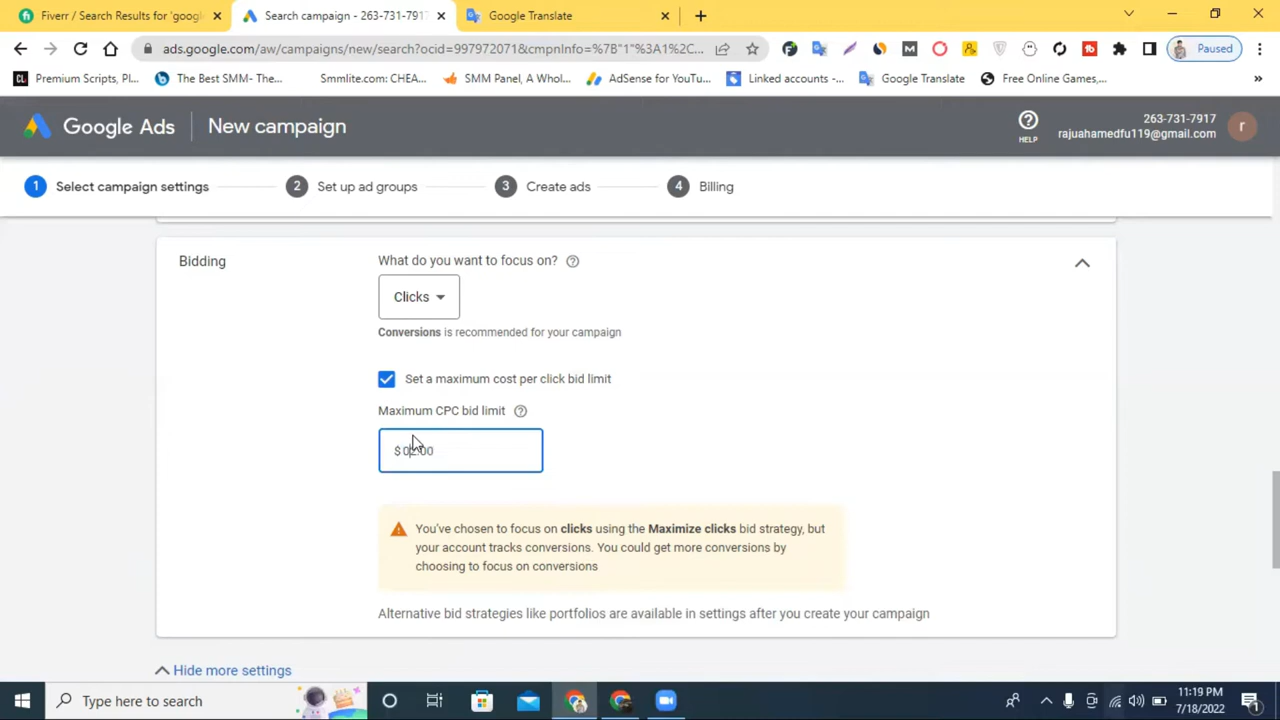 Fiverr / Search Results for 'googl
Search campaign - 263-731-7917
Google Translate
ads.google.com/aw/campaigns/new/search?ocid=997972071&cmpnInfo=%7B"1"%3A1%2C...
Paused
Premium Scripts, Pl...
The Best SMM- The...
Smmlite.com: CHEA...
SMM Panel, A Whol...
AdSense for YouTu...
Linked accounts -...
Google Translate
Free Online Games,...
Google Ads
New campaign
HELP
263-731-7917
rajuahamedfu119@gmail.com
r
1 Select campaign settings
2 Set up ad groups
3 Create ads
4 Billing
Bidding
What do you want to focus on?
Clicks
Conversions is recommended for your campaign
Set a maximum cost per click bid limit
Maximum CPC bid limit
$
You've chosen to focus on clicks using the Maximize clicks bid strategy, but
your account tracks conversions. You could get more conversions by
choosing to focus on conversions
Alternative bid strategies like portfolios are available in settings after you create your campaign
Hide more settings
Type here to search
11:19 PM
7/18/2022